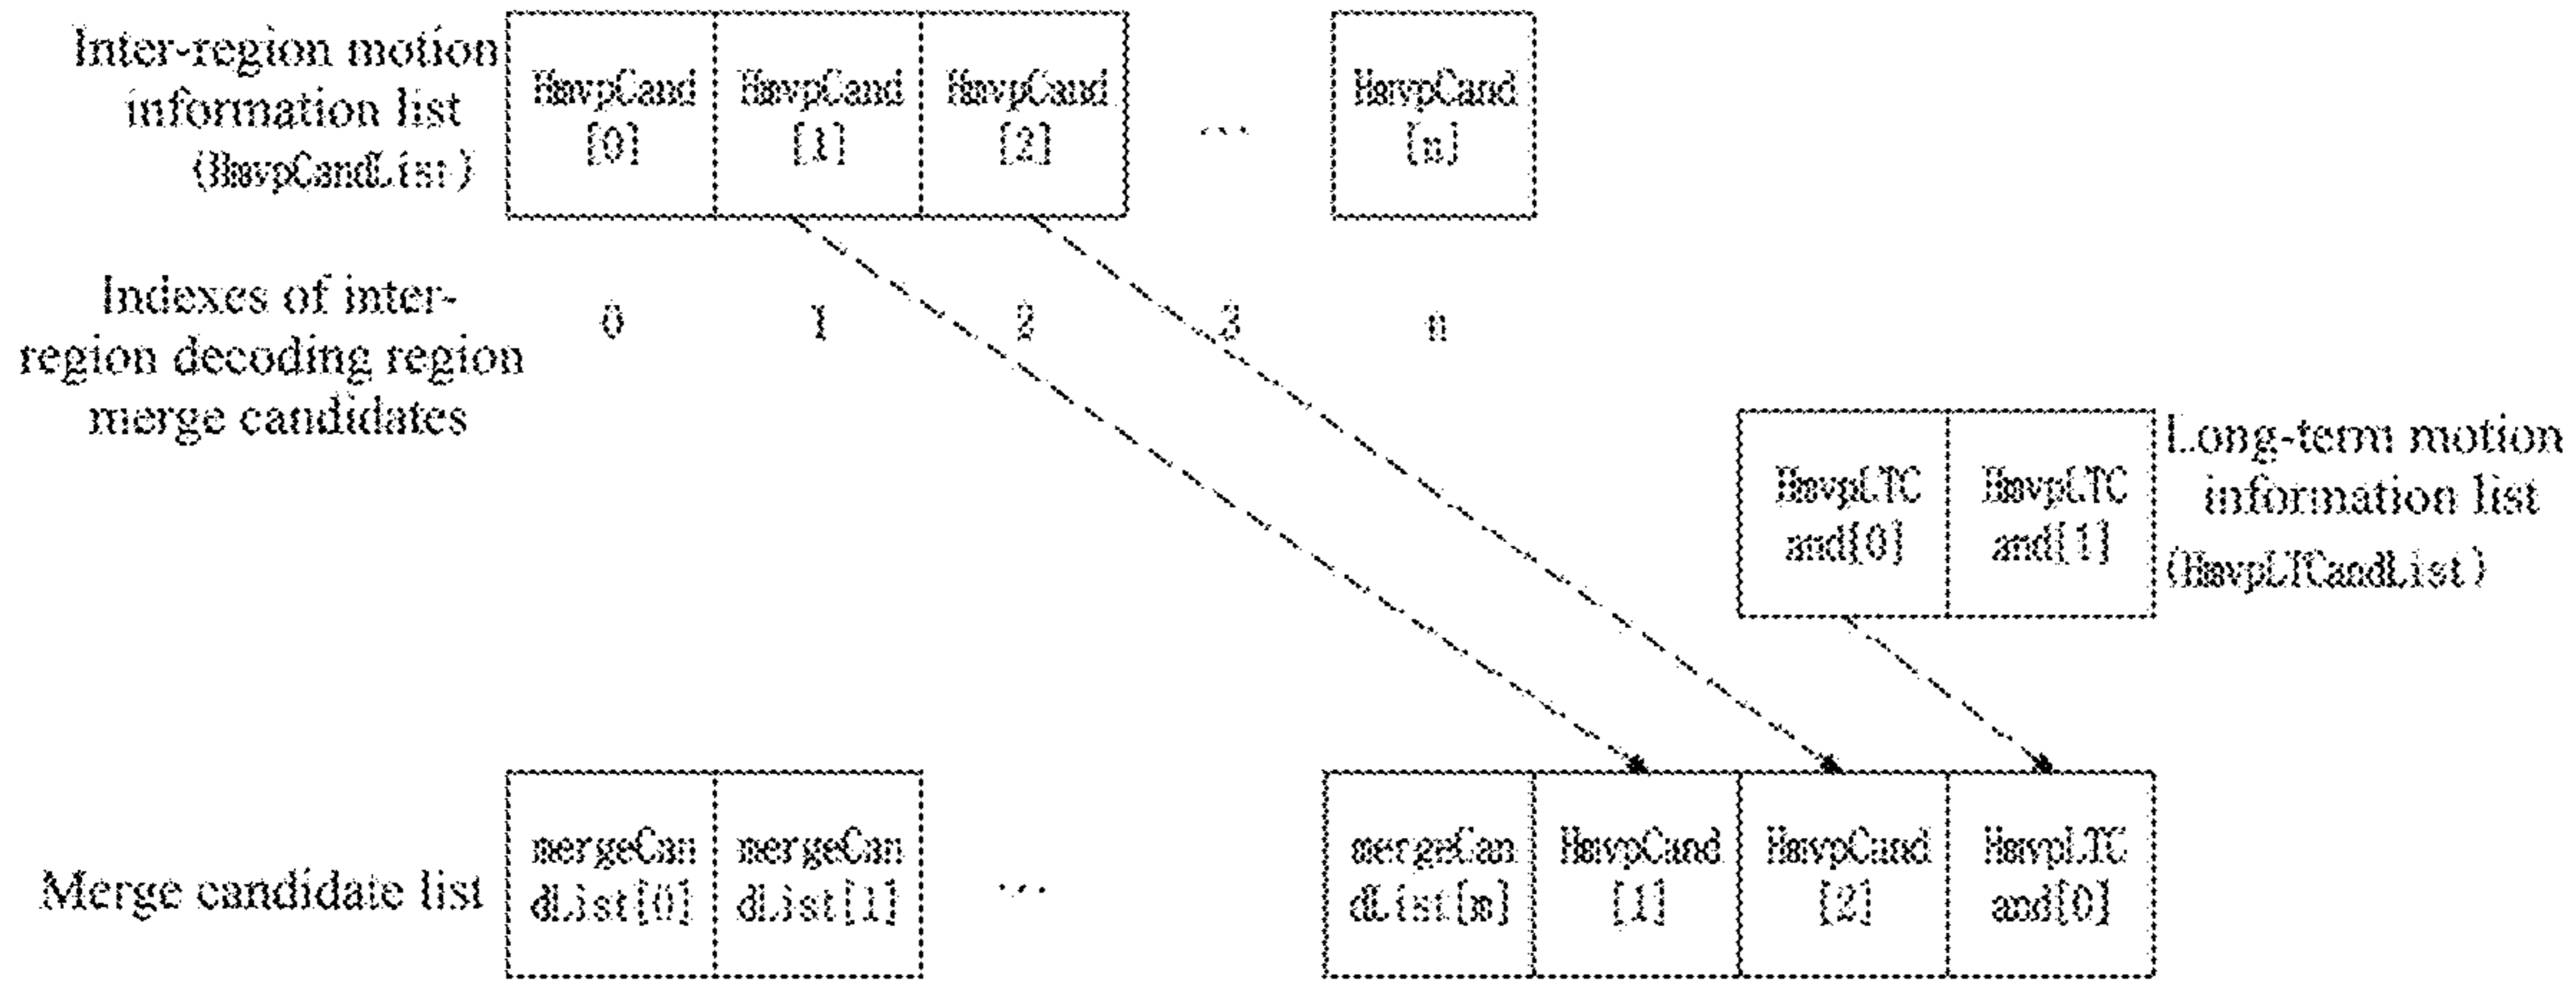 Inter-region motion
information list
(HmvpCandList)
HmvpCand
[0]
HmvpCand
[1]
HmvpCand
[2]
...
HmvpCand
[n]
Indexes of inter-
region decoding region
merge candidates
0
1
2
3
n
HmvpLTC
and[0]
HmvpLTC
and[1]
Long-term motion
information list
(HmvpLTCandList)
Merge candidate list
mergeCan
dList[0]
mergeCan
dList[1]
...
mergeCan
dList[m]
HmvpCand
[1]
HmvpCand
[2]
HmvpLTC
and[0]